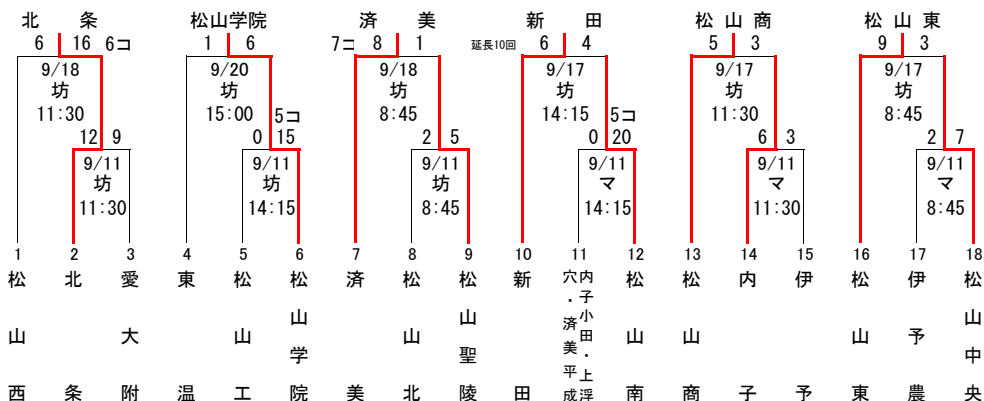 北条 松山学院 済美 新田 松山商 松山東
6 16 6コ 1 6 7コ 8 1 延長10回 6 4 5 3 9 3
9/18 9/20 9/18 9/17 9/17 9/17
坊 坊 坊 坊 坊 坊
11:30 15:00 5コ 8:45 14:15 5コ 11:30 8:45
12 9 0 15 2 5 0 20 6 3 2 7
9/11 9/11 9/11 9/11 9/11 9/11
坊 坊 坊 マ マ マ
11:30 14:15 8:45 14:15 11:30 8:45
1 2 3 4 5 6 7 8 9 10 11 12 13 14 15 16 17 18
松山西
北条
愛大附
東温
松山工
松山学院
済美
松山北
松山聖陵
新田
内子小田・上浮穴・済美平成
松山南
松山商
内子
伊予
松山東
伊予農
松山中央